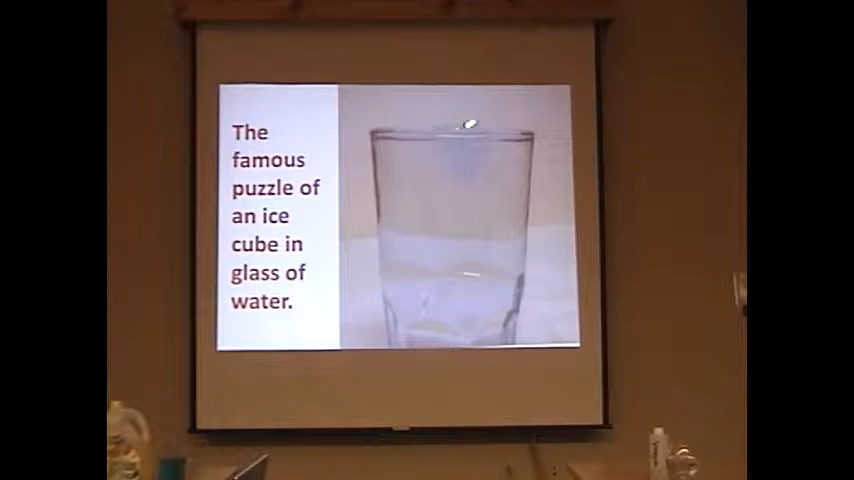 The
famous
puzzle of
an ice
cube in
glass of
water.